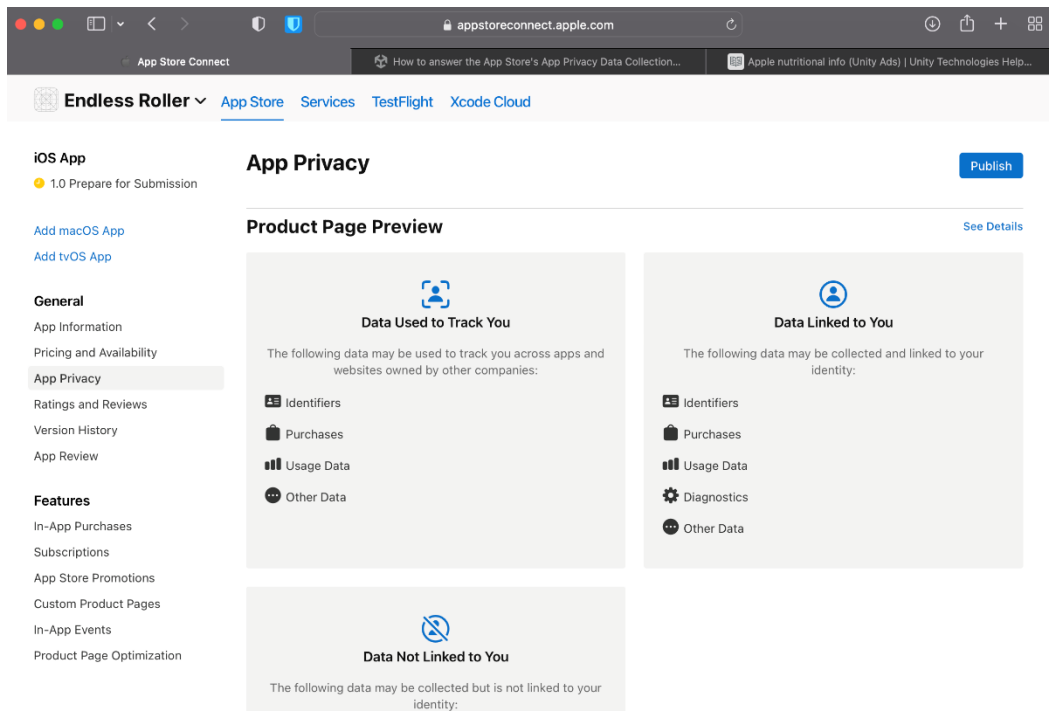 appstoreconnect.apple.com
App Store Connect
How to answer the App Store's App Privacy Data Collection...
Apple nutritional info (Unity Ads) | Unity Technologies Help...
Endless Roller
App Store Services TestFlight Xcode Cloud
iOS App
1.0 Prepare for Submission
Add macOS App
Add tvOS App
General
App Information
Pricing and Availability
App Privacy
Ratings and Reviews
Version History
App Review
Features
In-App Purchases
Subscriptions
App Store Promotions
Custom Product Pages
In-App Events
Product Page Optimization
App Privacy
Publish
Product Page Preview
See Details
Data Used to Track You
The following data may be used to track you across apps and
websites owned by other companies:
Identifiers
Purchases
Usage Data
Other Data
Data Linked to You
The following data may be collected and linked to your
identity:
Identifiers
Purchases
Usage Data
Diagnostics
Other Data
Data Not Linked to You
The following data may be collected but is not linked to your
identity: